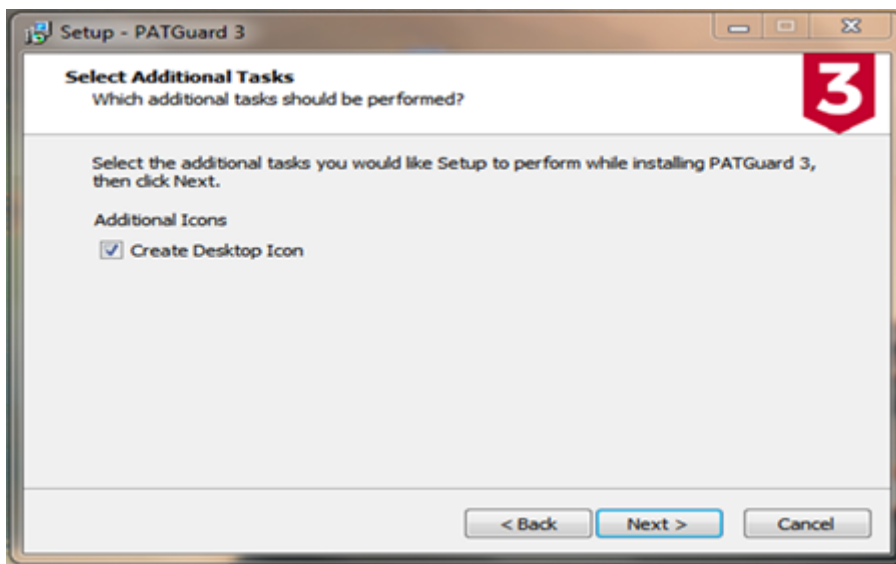 Setup - PATGuard 3
Select Additional Tasks
Which additional tasks should be performed?
3
Select the additional tasks you would like Setup to perform while installing PATGuard 3,
then click Next.
Additional Icons
Create Desktop Icon
< Back
Next >
Cancel